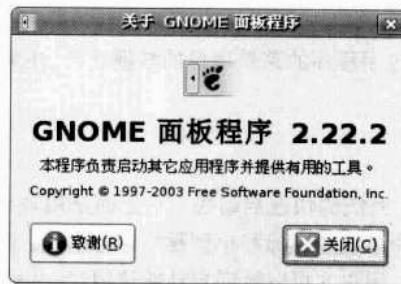 关于 GNOME 面板程序
GNOME 面板程序 2.22.2
本程序负责启动其它应用程序并提供有用的工具。
Copyright © 1997-2003 Free Software Foundation, Inc.
致谢(R)
关闭(C)